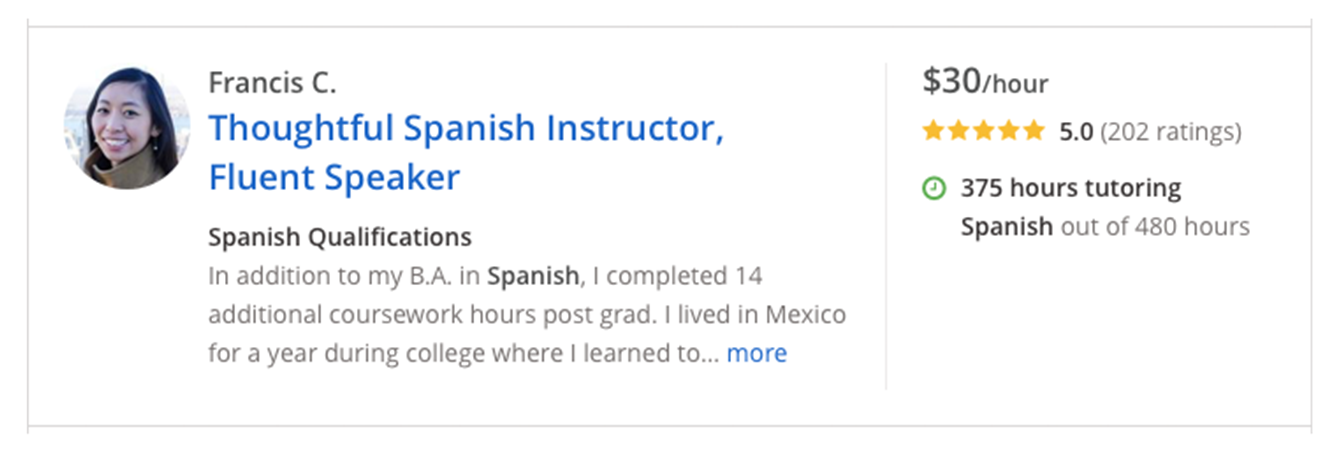 Francis C.
Thoughtful Spanish Instructor,
Fluent Speaker
Spanish Qualifications
In addition to my B.A. in Spanish, I completed 14
additional coursework hours post grad. I lived in Mexico
for a year during college where I learned to... more
$30/hour
5.0 (202 ratings)
375 hours tutoring
Spanish out of 480 hours